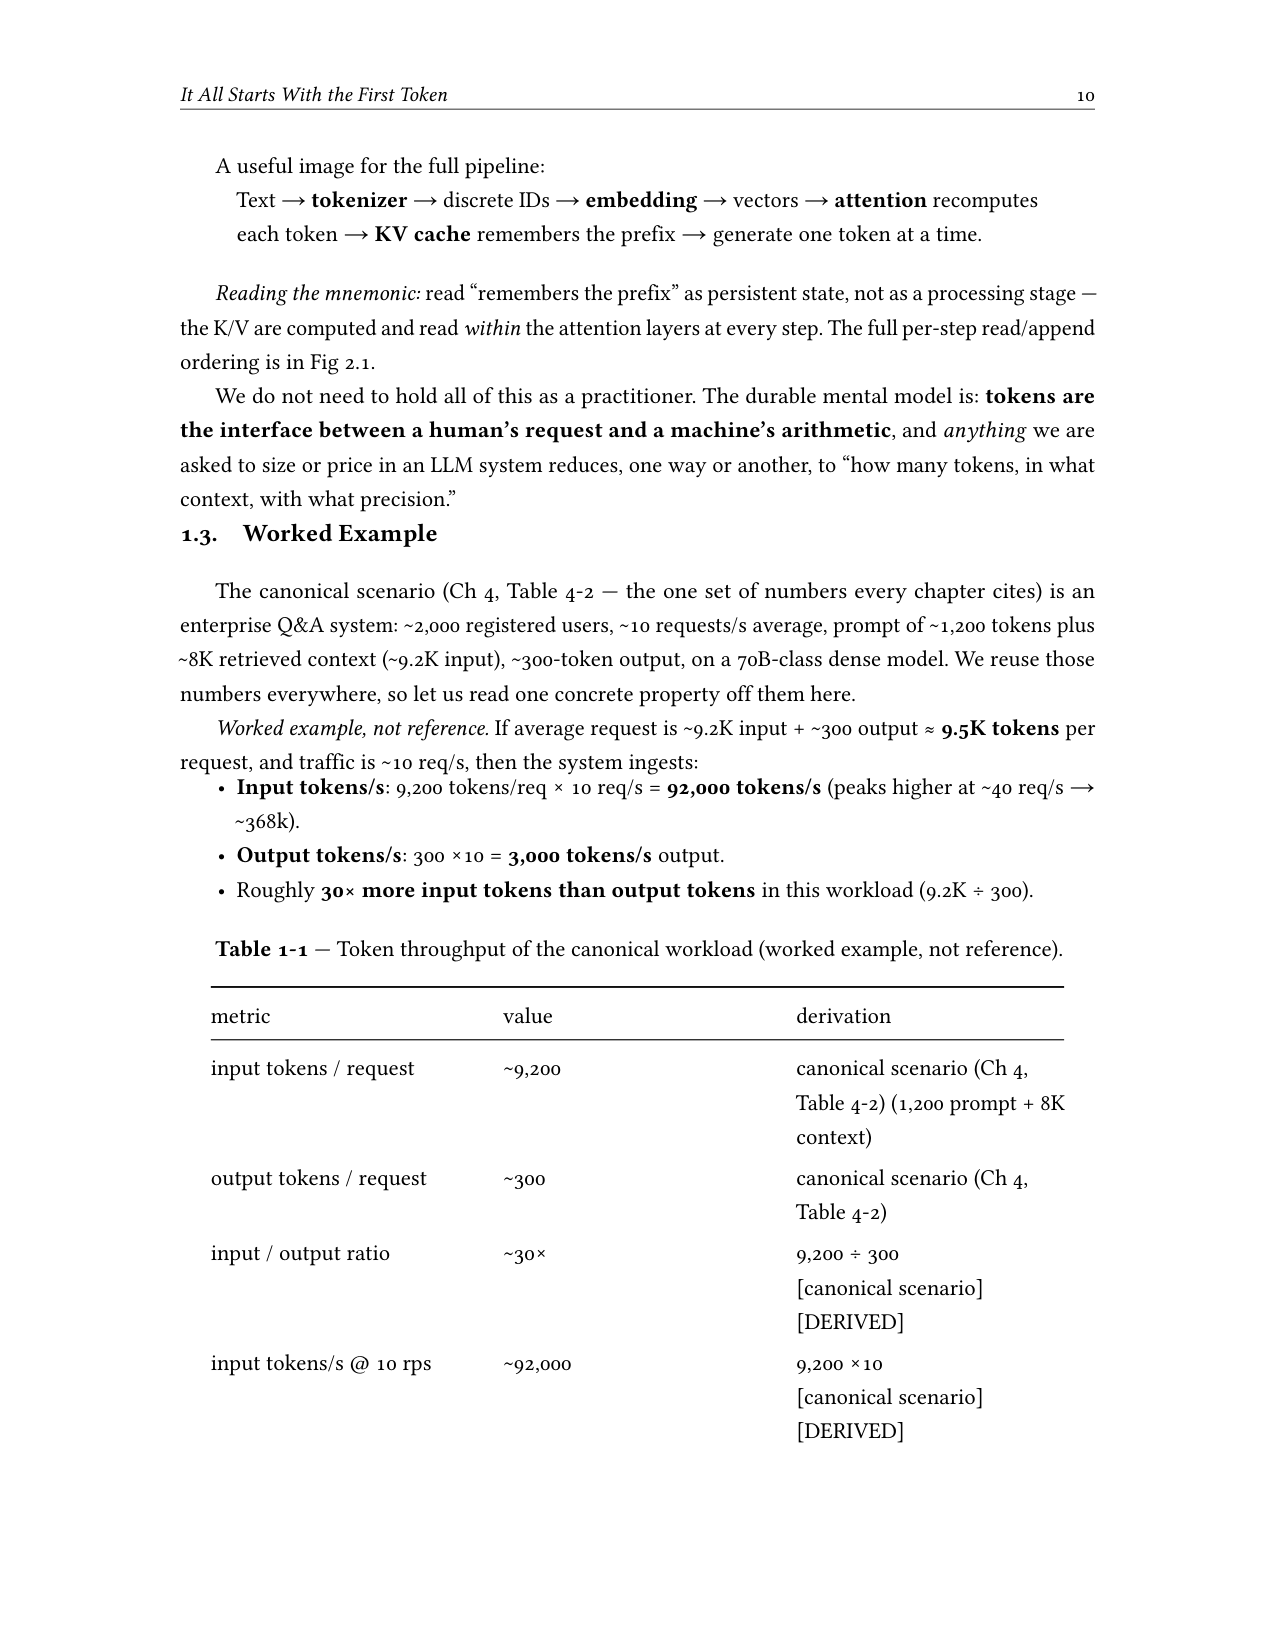 It All Starts With the First Token 10
A useful image for the full pipeline:
Text → tokenizer → discrete IDs → embedding → vectors → attention recomputes
each token → KV cache remembers the prefix → generate one token at a time.
Reading the mnemonic: read “remembers the prefix” as persistent state, not as a processing stage —
the K/V are computed and read within the attention layers at every step. The full per-step read/append
ordering is in Fig 2.1.
We do not need to hold all of this as a practitioner. The durable mental model is: tokens are
the interface between a human’s request and a machine’s arithmetic, and anything we are
asked to size or price in an LLM system reduces, one way or another, to “how many tokens, in what
context, with what precision.”
1.3. Worked Example
The canonical scenario (Ch 4, Table 4-2 — the one set of numbers every chapter cites) is an
enterprise Q&A system: ~2,000 registered users, ~10 requests/s average, prompt of ~1,200 tokens plus
~8K retrieved context (~9.2K input), ~300-token output, on a 70B-class dense model. We reuse those
numbers everywhere, so let us read one concrete property off them here.
Worked example, not reference. If average request is ~9.2K input + ~300 output ≈ 9.5K tokens per
request, and traffic is ~10 req/s, then the system ingests:
• Input tokens/s: 9,200 tokens/req × 10 req/s = 92,000 tokens/s (peaks higher at ~40 req/s →
~368k).
• Output tokens/s: 300 ×10 = 3,000 tokens/s output.
• Roughly 30× more input tokens than output tokens in this workload (9.2K ÷ 300).
Table 1-1 — Token throughput of the canonical workload (worked example, not reference).
metric value derivation
input tokens / request ~9,200 canonical scenario (Ch 4,
Table 4-2) (1,200 prompt + 8K
context)
output tokens / request ~300 canonical scenario (Ch 4,
Table 4-2)
input / output ratio ~30× 9,200 ÷ 300
[canonical scenario]
[DERIVED]
input tokens/s @ 10 rps ~92,000 9,200 ×10
[canonical scenario]
[DERIVED]